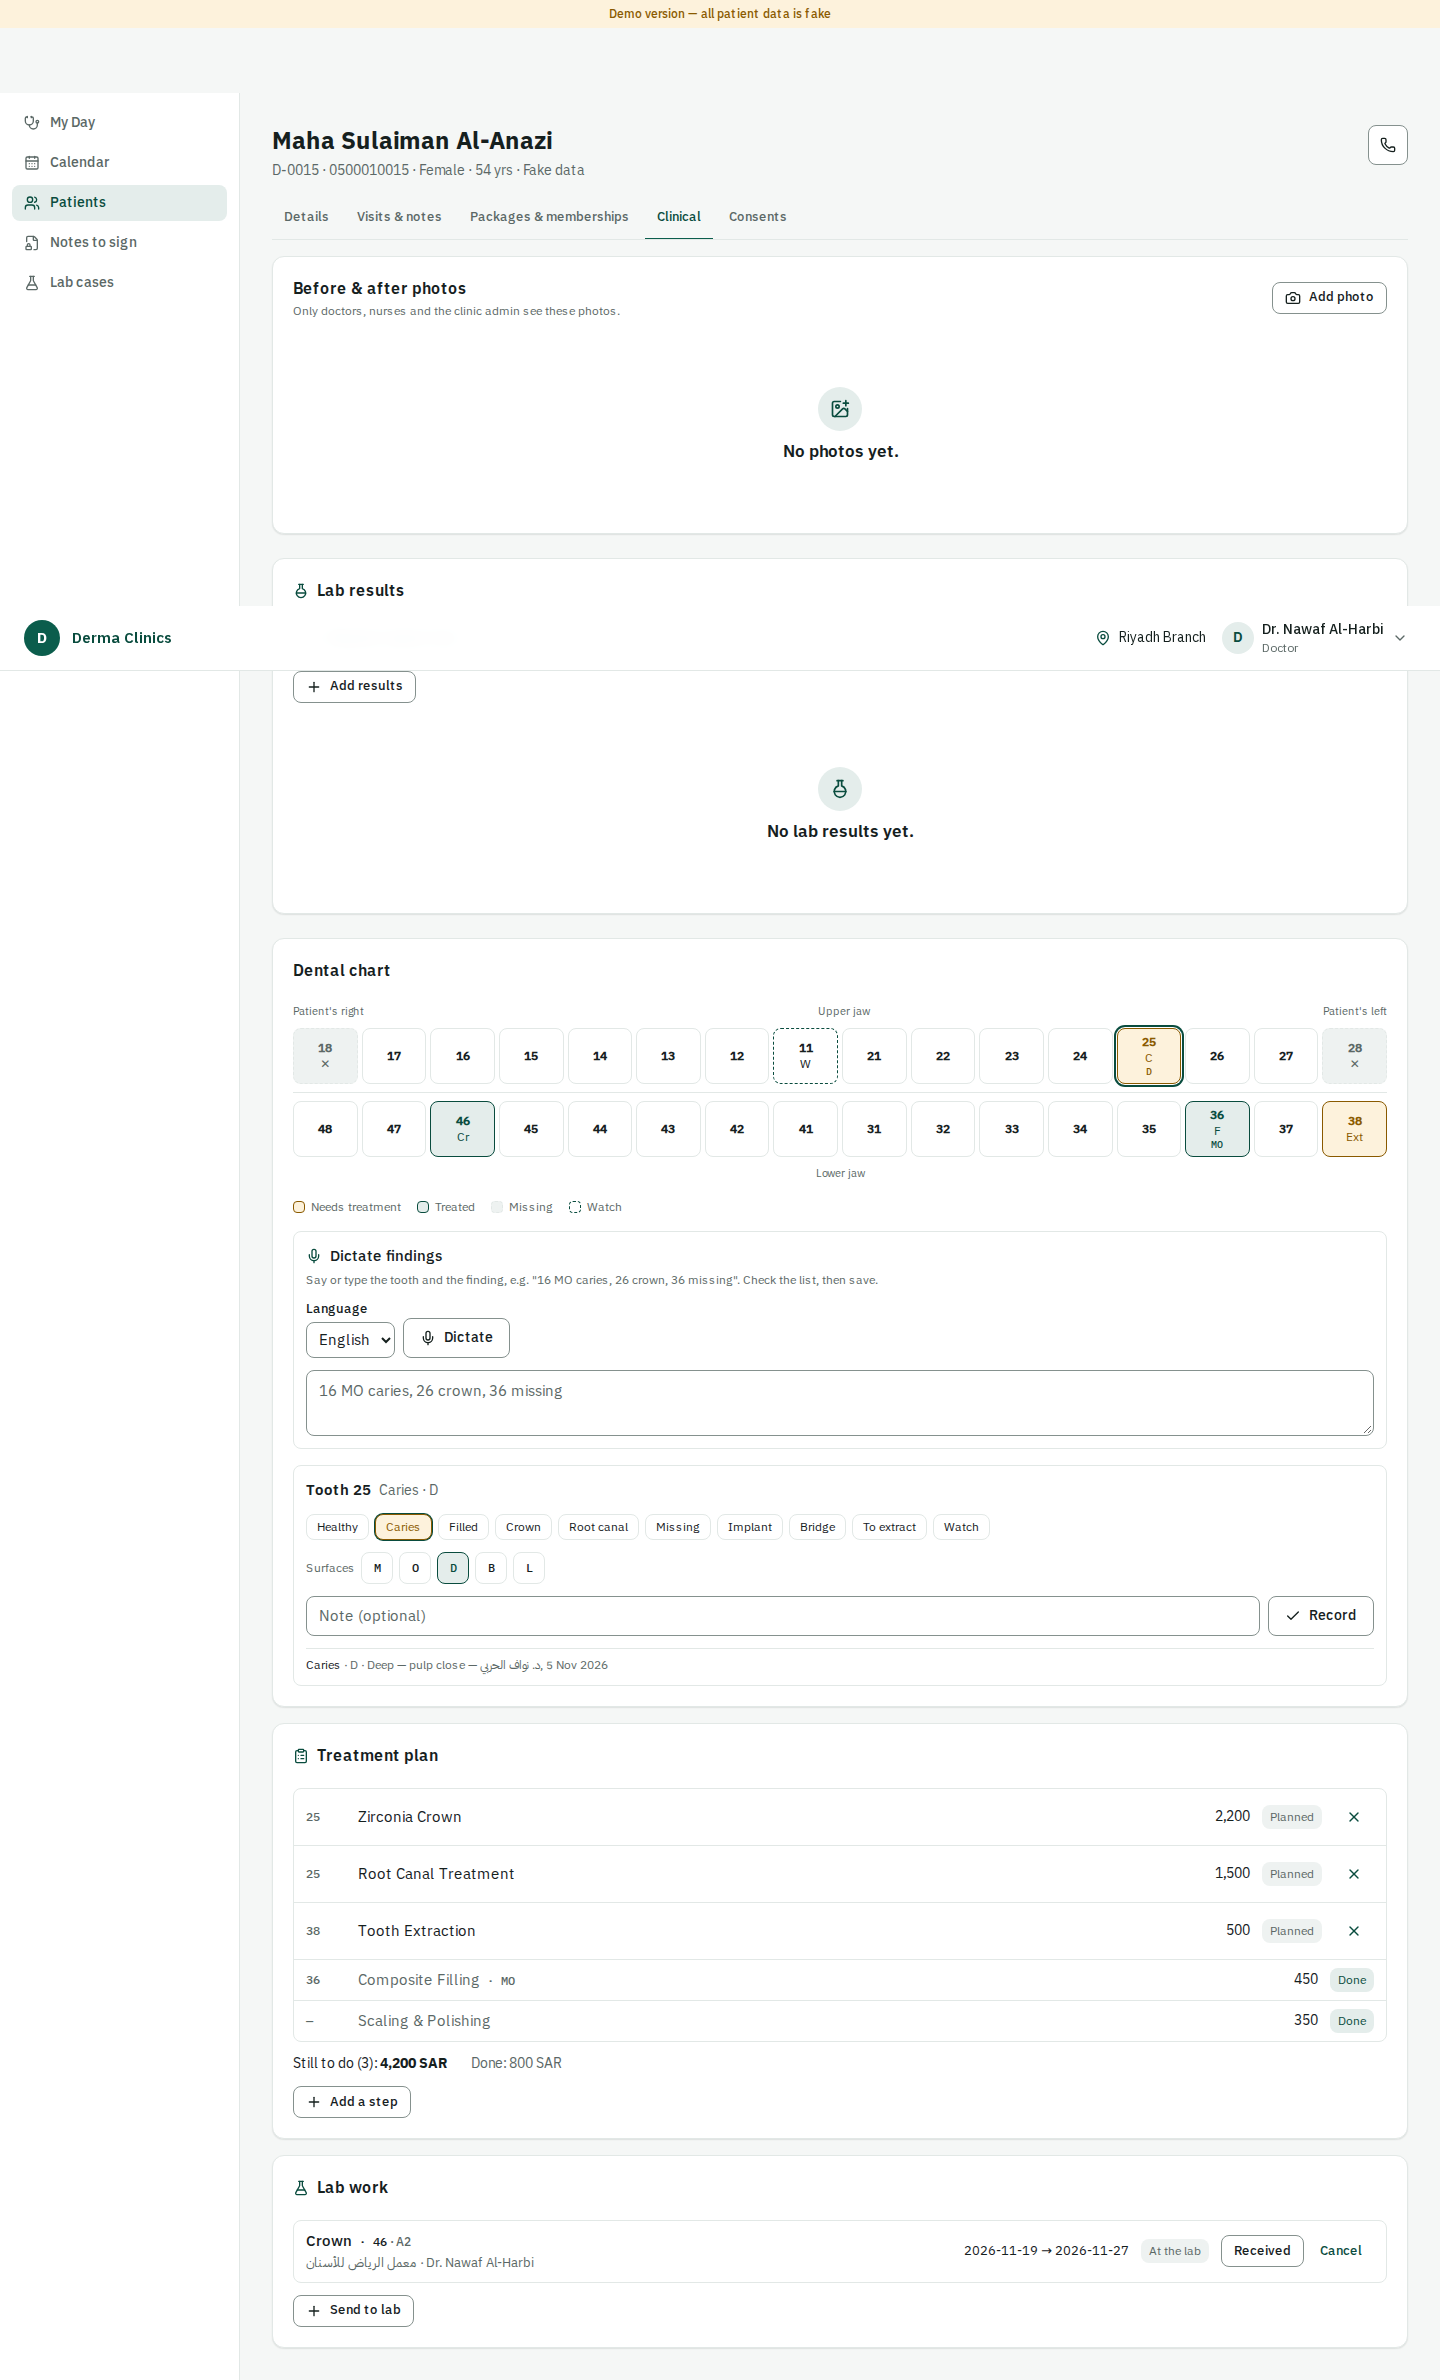 Demo version — all patient data is fake
My Day
Calendar
Patients
Notes to sign
Lab cases
Maha Sulaiman Al-Anazi
D-0015 · 0500010015 · Female · 54 yrs · Fake data
Details
Visits & notes
Packages & memberships
Clinical
Consents
Before & after photos
Only doctors, nurses and the clinic admin see these photos.
Add photo
No photos yet.
Lab results
D
Derma Clinics
Riyadh Branch
D
Dr. Nawaf Al-Harbi
Doctor
Add results
No lab results yet.
Dental chart
Patient's right
Upper jaw
Patient's left
18 17 16 15 14 13 12 11 21 22 23 24 25 26 27 28
× W C ×
D
48 47 46 45 44 43 42 41 31 32 33 34 35 36 37 38
Cr F Ext
MO
Lower jaw
Needs treatment
Treated
Missing
Watch
Dictate findings
Say or type the tooth and the finding, e.g. "16 MO caries, 26 crown, 36 missing". Check the list, then save.
Language
English
Dictate
16 MO caries, 26 crown, 36 missing
Tooth 25 Caries · D
Healthy
Caries
Filled
Crown
Root canal
Missing
Implant
Bridge
To extract
Watch
Surfaces M O D B L
Note (optional)
Record
Caries · D · Deep — pulp close — د. نواف الحربي, 5 Nov 2026
Treatment plan
25 Zirconia Crown 2,200 Planned
25 Root Canal Treatment 1,500 Planned
38 Tooth Extraction 500 Planned
36 Composite Filling · MO 450 Done
– Scaling & Polishing 350 Done
Still to do (3): 4,200 SAR Done: 800 SAR
Add a step
Lab work
Crown · 46 · A2
معمل الرياض للأسنان · Dr. Nawaf Al-Harbi
2026-11-19 → 2026-11-27
At the lab
Received
Cancel
Send to lab